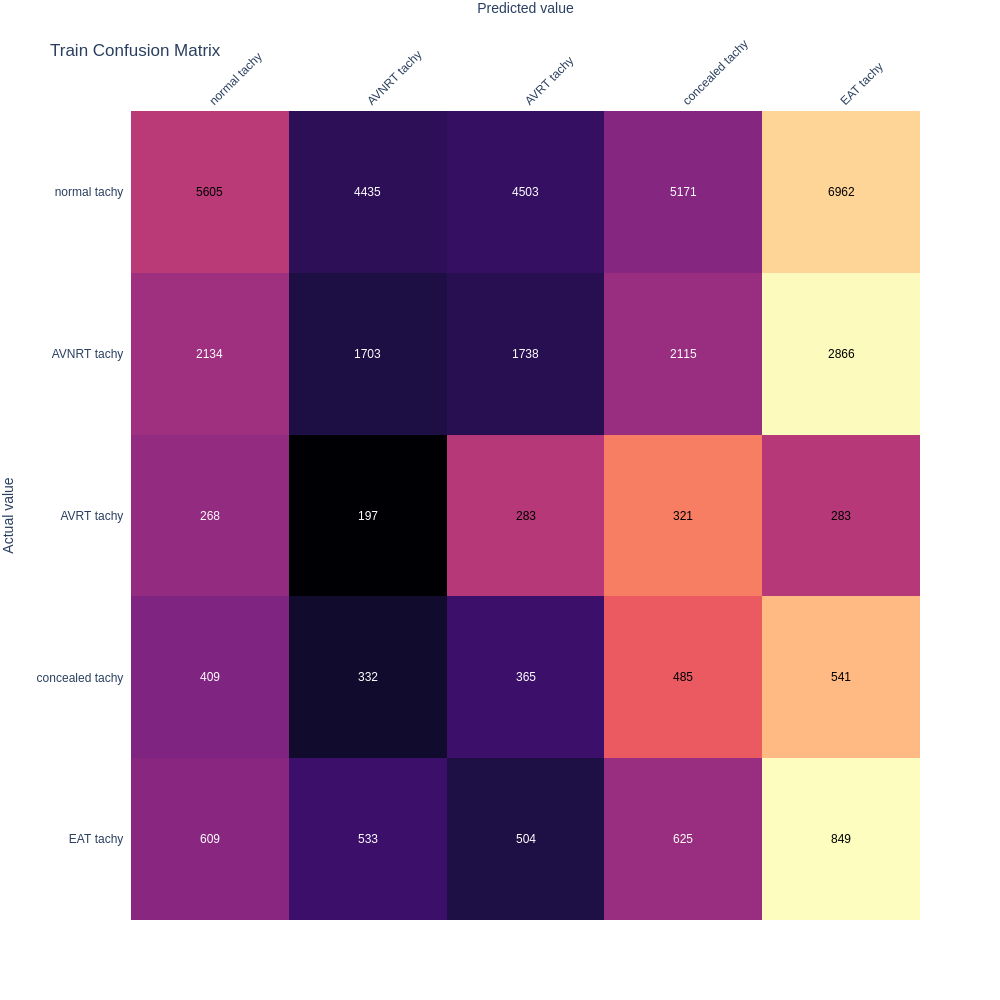 Predicted value
Train Confusion Matrix
normal tachy AVNRT tachy AVRT tachy concealed tachy EAT tachy
normal tachy 5605 4435 4503 5171 6962
AVNRT tachy 2134 1703 1738 2115 2866
AVRT tachy 268 197 283 321 283
Actual value
concealed tachy 409 332 365 485 541
EAT tachy 609 533 504 625 849